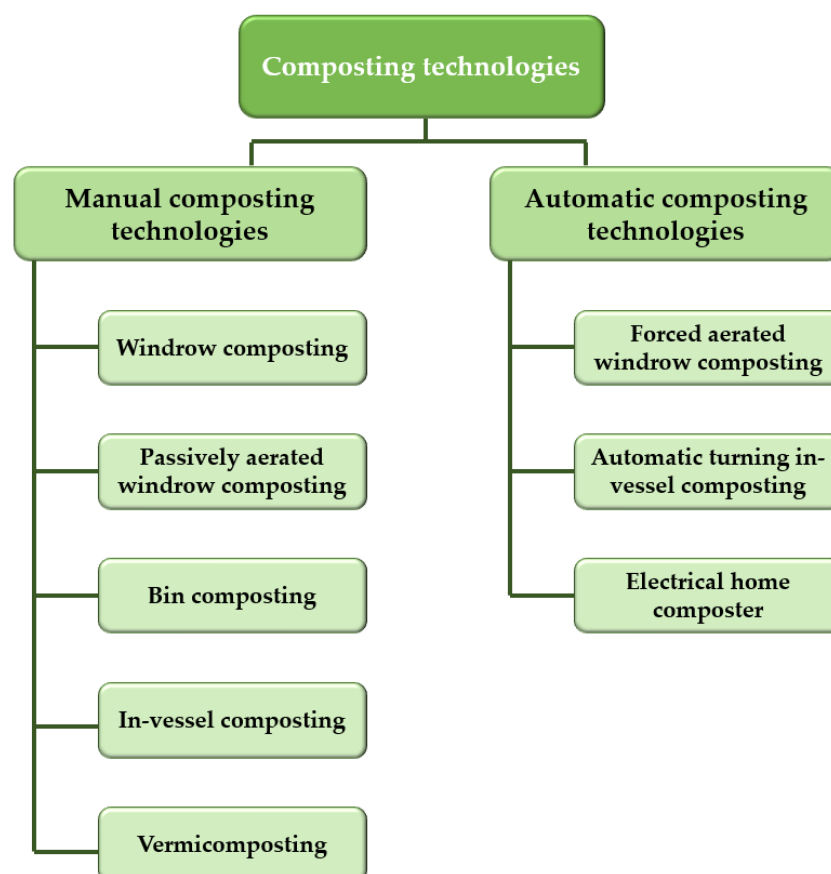 Composting technologies
Manual composting
technologies
Windrow composting
Passively aerated
windrow composting
Bin composting
In-vessel composting
Vermicomposting
Automatic composting
technologies
Forced aerated
windrow composting
Automatic turning in-
vessel composting
Electrical home
composter